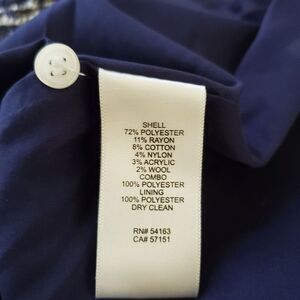 SHELL
72% POLYESTER
11% RAYON
8% COTTON
4% NYLON
3% ACRYLIC
2% WOOL
COMBO
100% POLYESTER
LINING
100% POLYESTER
DRY CLEAN
RN# 54163
CA# 57151